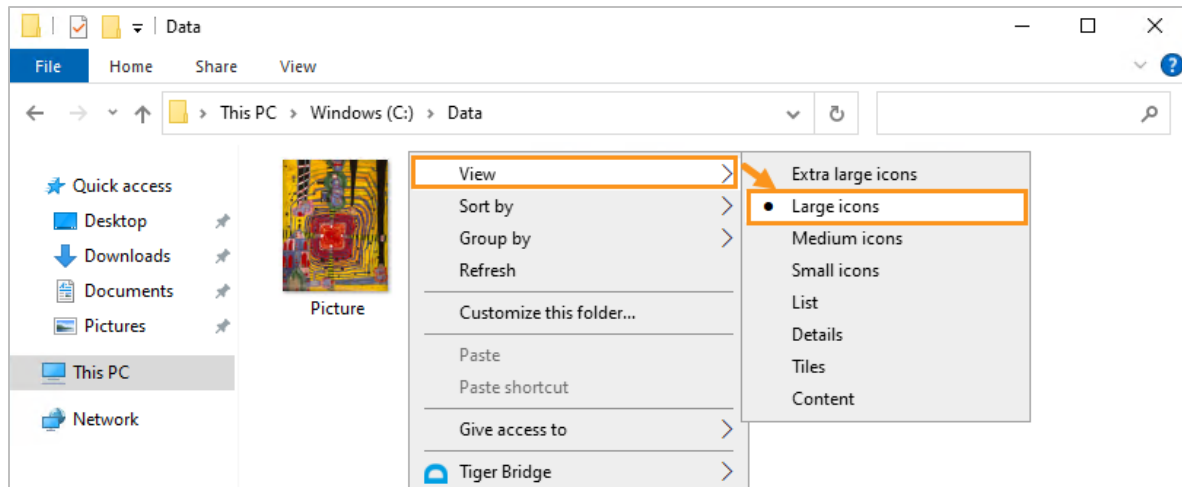 Data
File Home Share View
This PC > Windows (C:) > Data
Quick access
Desktop
Downloads
Documents
Pictures
This PC
Network
Picture
View
Sort by
Group by
Refresh
Customize this folder...
Paste
Paste shortcut
Give access to
Tiger Bridge
Extra large icons
Large icons
Medium icons
Small icons
List
Details
Tiles
Content